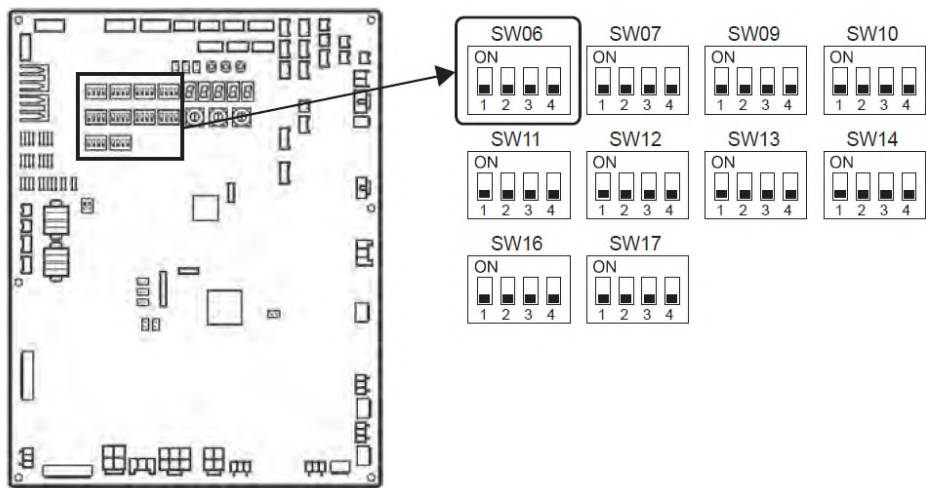 SW06 SW07 SW09 SW10
ON ON ON ON
1 2 3 4 1 2 3 4 1 2 3 4 1 2 3 4
SW11 SW12 SW13 SW14
ON ON ON ON
1 2 3 4 1 2 3 4 1 2 3 4 1 2 3 4
SW16 SW17
ON ON
1 2 3 4 1 2 3 4